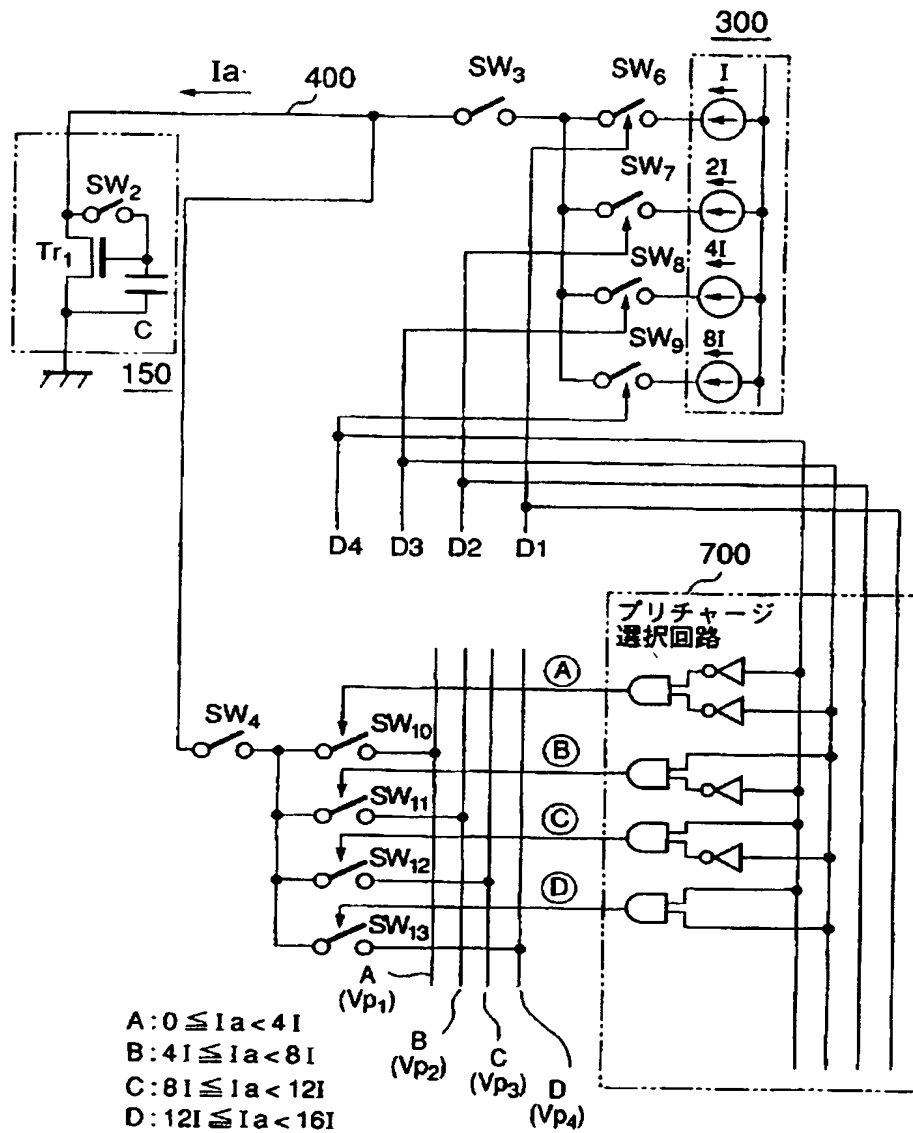 300
Ia
400
SW3
SW6
I
SW2
SW7
2I
Tr1
SW8
4I
C
SW9
8I
150
D4 D3 D2 D1
700
プリチャージ
選択回路
Ⓐ
SW4
SW10
Ⓑ
SW11
Ⓒ
SW12
Ⓓ
SW13
A
(Vp1)
B
(Vp2)
C
(Vp3)
D
(Vp4)
A:0≦Ia<4I
B:4I≦Ia<8I
C:8I≦Ia<12I
D:12I≦Ia<16I